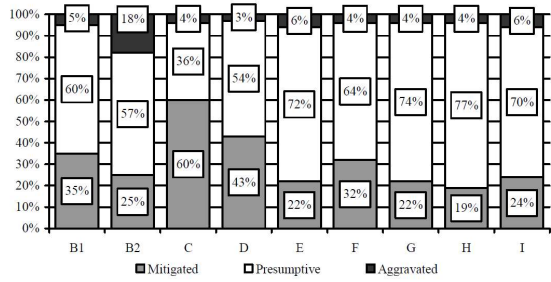 100% 5% 18% 4% 3% 6% 4% 4% 4% 6%
90%
80%
70%
60% 60% 57% 36% 54% 72% 64% 74% 77% 70%
50%
40%
30%
20% 35% 25% 60% 43% 22% 32% 22% 19% 24%
10%
0%
B1 B2 C D E F G H I
Mitigated Presumptive Aggravated